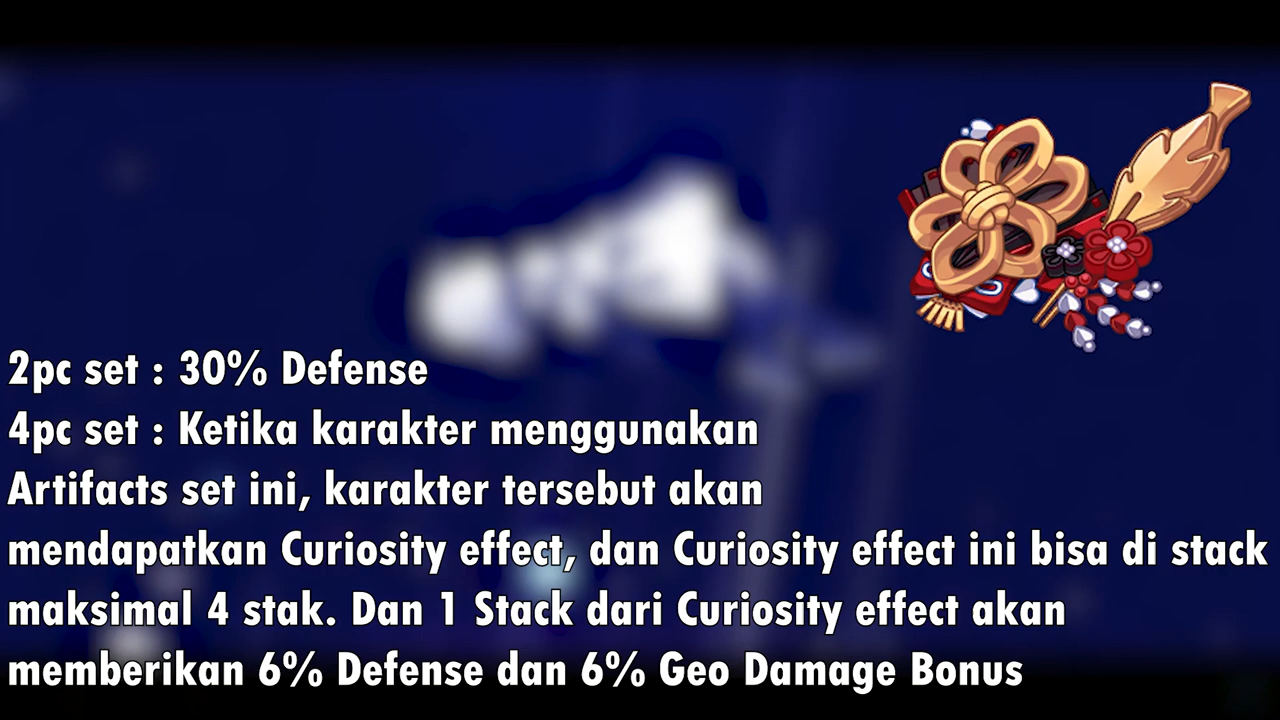 2pc set : 30% Defense
4pc set : Ketika karakter menggunakan
Artifacts set ini, karakter tersebut akan
mendapatkan Curiosity effect, dan Curiosity effect ini bisa di stack
maksimal 4 stak. Dan 1 Stack dari Curiosity effect akan
memberikan 6% Defense dan 6% Geo Damage Bonus